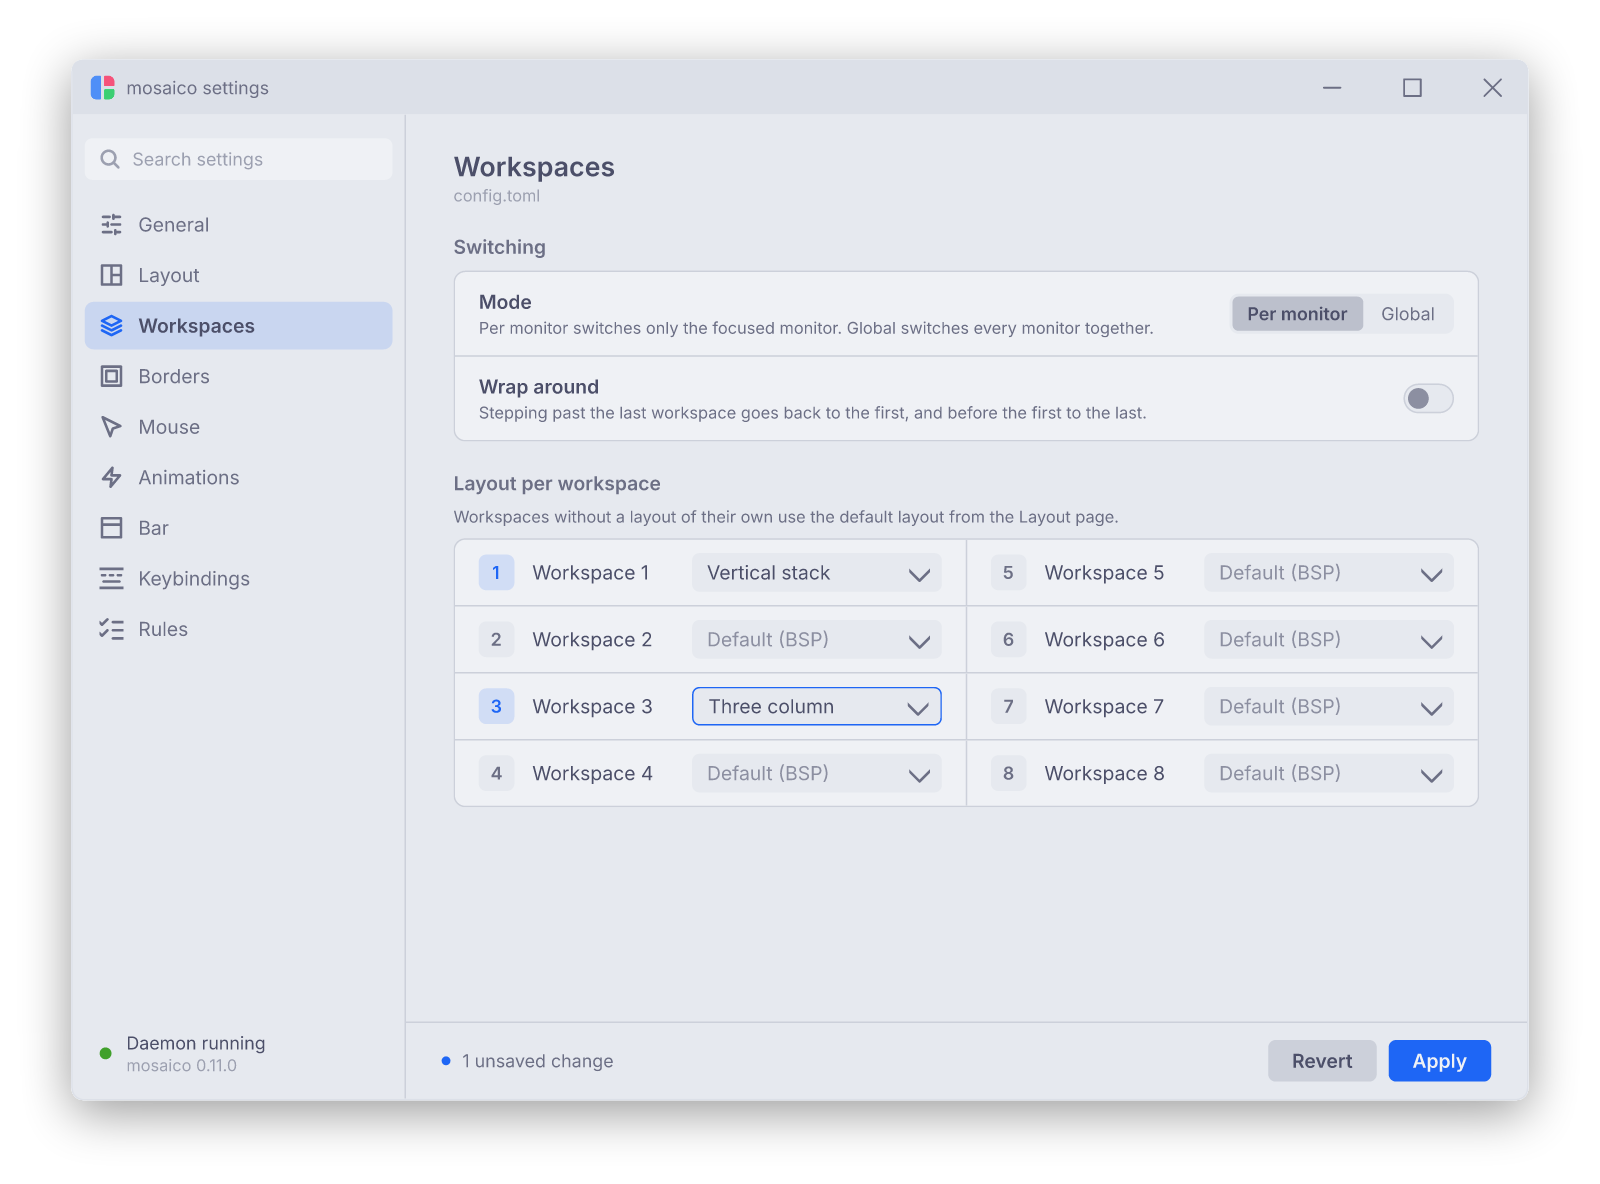 mosaico settings
Search settings
General
Layout
Workspaces
Borders
Mouse
Animations
Bar
Keybindings
Rules
Daemon running
mosaico 0.11.0
Workspaces
config.toml
Switching
Mode
Per monitor switches only the focused monitor. Global switches every monitor together.
Per monitor Global
Wrap around
Stepping past the last workspace goes back to the first, and before the first to the last.
Layout per workspace
Workspaces without a layout of their own use the default layout from the Layout page.
1 Workspace 1 Vertical stack
2 Workspace 2 Default (BSP)
3 Workspace 3 Three column
4 Workspace 4 Default (BSP)
5 Workspace 5 Default (BSP)
6 Workspace 6 Default (BSP)
7 Workspace 7 Default (BSP)
8 Workspace 8 Default (BSP)
1 unsaved change
Revert Apply